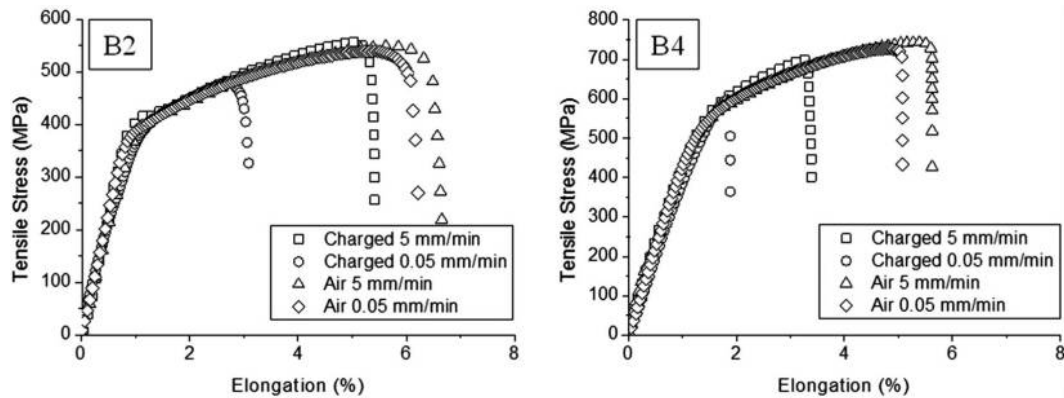 B2
Tensile Stress (MPa)
600
500
400
300
200
100
0
0 2 4 6 8
Elongation (%)
Charged 5 mm/min
Charged 0.05 mm/min
Air 5 mm/min
Air 0.05 mm/min
B4
Tensile Stress (MPa)
800
700
600
500
400
300
200
100
0
0 2 4 6 8
Elongation (%)
Charged 5 mm/min
Charged 0.05 mm/min
Air 5 mm/min
Air 0.05 mm/min